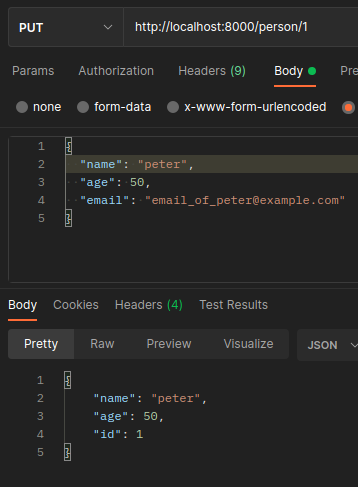 PUT http://localhost:8000/person/1
Params Authorization Headers (9) Body Pre
none form-data x-www-form-urlencoded
1 {
2 "name": "peter",
3 "age": 50,
4 "email": "email_of_peter@example.com"
5 }
Body Cookies Headers (4) Test Results
Pretty Raw Preview Visualize JSON
1 {
2 "name": "peter",
3 "age": 50,
4 "id": 1
5 }